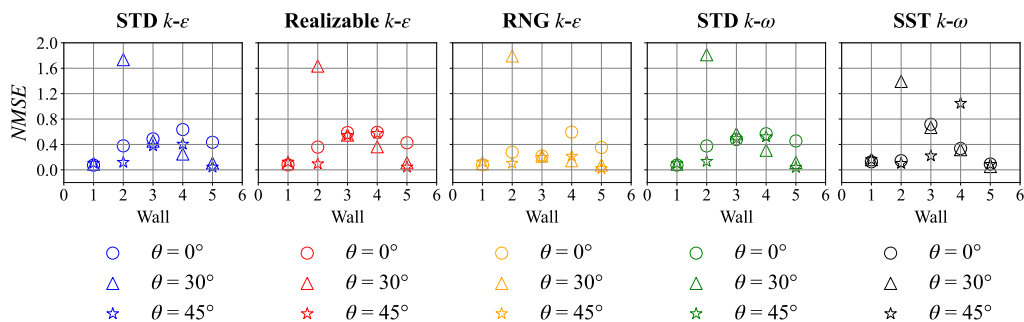 STD k-ε Realizable k-ε RNG k-ε STD k-ω SST k-ω
NMSE
2.0
1.6
1.2
0.8
0.4
0.0
0 1 2 3 4 5 6 0 1 2 3 4 5 6 0 1 2 3 4 5 6 0 1 2 3 4 5 6 0 1 2 3 4 5 6
Wall Wall Wall Wall Wall
θ = 0° θ = 0° θ = 0° θ = 0° θ = 0°
θ = 30° θ = 30° θ = 30° θ = 30° θ = 30°
θ = 45° θ = 45° θ = 45° θ = 45° θ = 45°